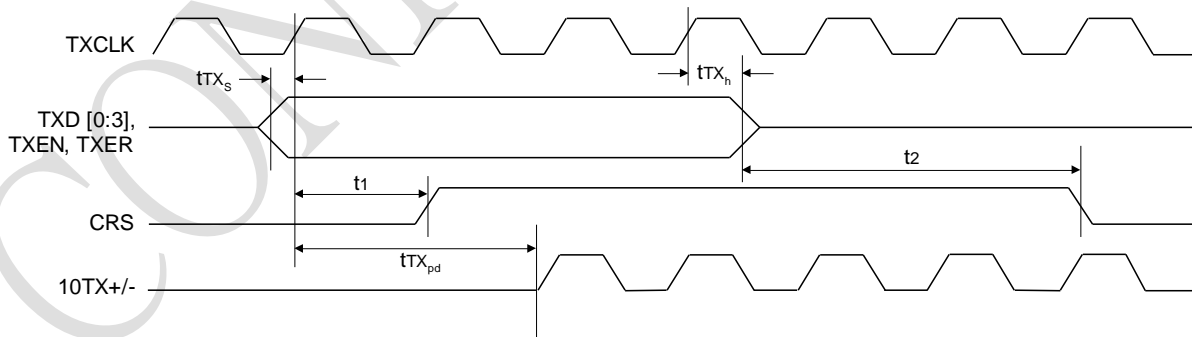 TXCLK
tTXs
tTXh
TXD [0:3],
TXEN, TXER
t1
t2
CRS
tTXpd
10TX+/-